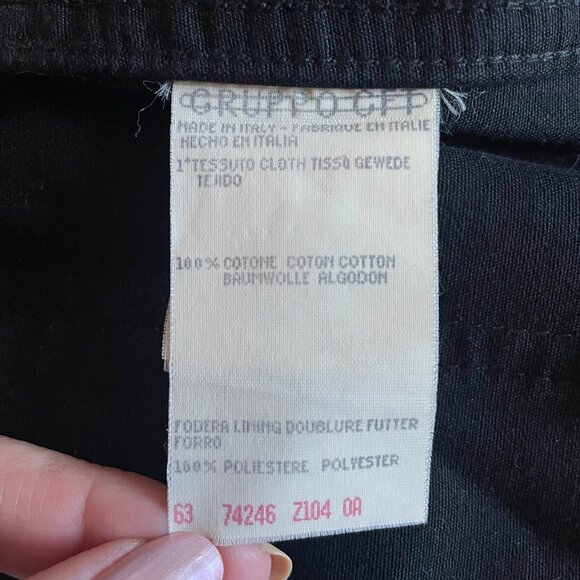 GRUPPO GFT
MADE IN ITALY - FABRIQUE EN ITALIE
HECHO EN ITALIA
1°TESSUTO CLOTH TISSÙ GEWEDE
TEJIDO
100% COTONE COTON COTTON
BAUMWOLLE ALGODON
FODERA LINING DOUBLURE FUTTER
FORRO
100% POLIESTERE POLYESTER
63 74246 Z104 0A